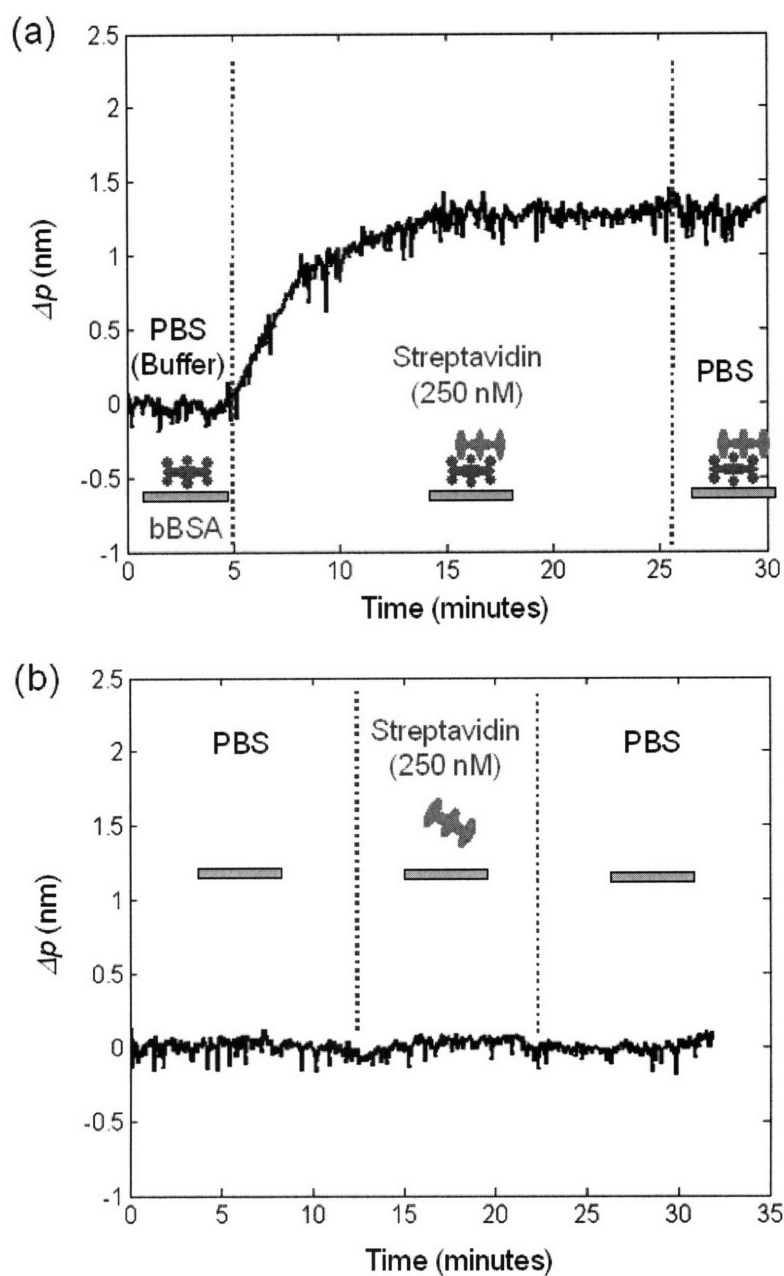 (a)
2.5
2
1.5
1
0.5
0
-0.5
-1
Δp (nm)
PBS
(Buffer)
bBSA
Streptavidin
(250 nM)
PBS
0 5 10 15 20 25 30
Time (minutes)
(b)
2.5
2
1.5
1
0.5
0
-0.5
-1
Δp (nm)
PBS
Streptavidin
(250 nM)
PBS
0 5 10 15 20 25 30 35
Time (minutes)